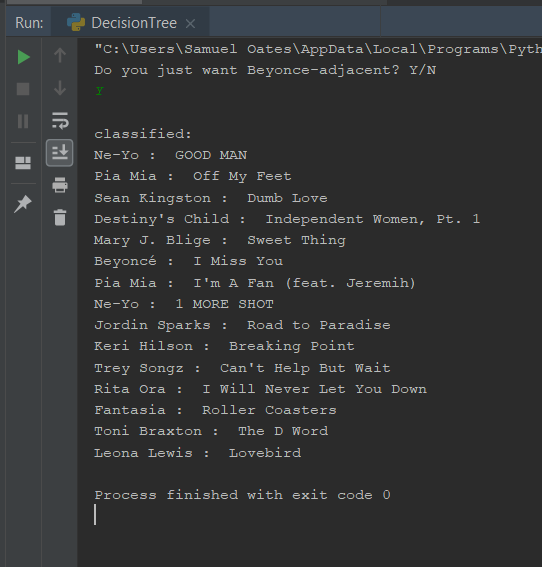 Run: DecisionTree ×
"C:\Users\Samuel Oates\AppData\Local\Programs\Pyth
Do you just want Beyonce-adjacent? Y/N
Y
classified:
Ne-Yo :  GOOD MAN
Pia Mia :  Off My Feet
Sean Kingston :  Dumb Love
Destiny's Child :  Independent Women, Pt. 1
Mary J. Blige :  Sweet Thing
Beyoncé :  I Miss You
Pia Mia :  I'm A Fan (feat. Jeremih)
Ne-Yo :  1 MORE SHOT
Jordin Sparks :  Road to Paradise
Keri Hilson :  Breaking Point
Trey Songz :  Can't Help But Wait
Rita Ora :  I Will Never Let You Down
Fantasia :  Roller Coasters
Toni Braxton :  The D Word
Leona Lewis :  Lovebird
Process finished with exit code 0